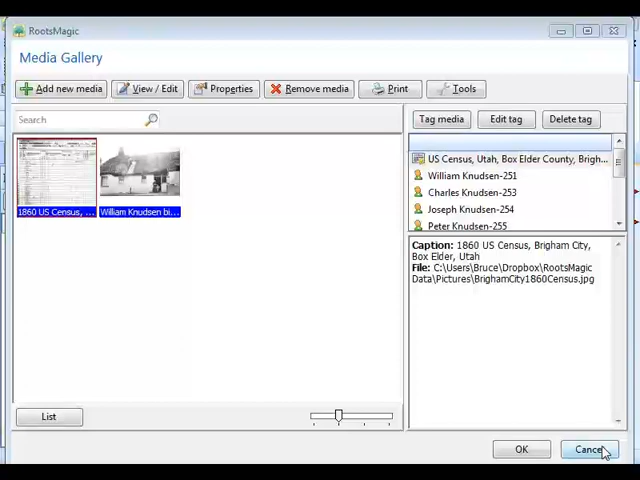 RootsMagic
Media Gallery
Add new media
View / Edit
Properties
Remove media
Print
Tools
Search
1860 US Census, ...
William Knudsen bi...
Tag media
Edit tag
Delete tag
US Census, Utah, Box Elder County, Brigh...
William Knudsen-251
Charles Knudsen-253
Joseph Knudsen-254
Peter Knudsen-255
Caption: 1860 US Census, Brigham City,
Box Elder, Utah
File: C:\Users\Bruce\Dropbox\RootsMagic
Data\Pictures\BrighamCity1860Census.jpg
List
OK
Cancel